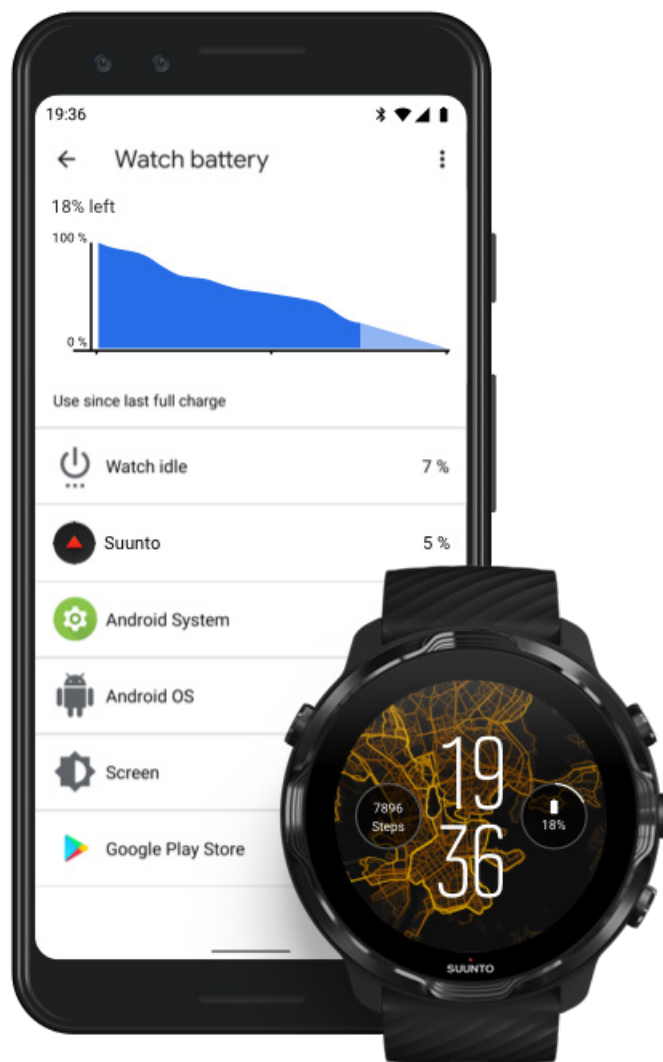 19:36
Watch battery
18% left
100 %
0 %
Use since last full charge
Watch idle
7 %
Suunto
5 %
Android System
Android OS
Screen
Google Play Store
19
36
7896
Steps
18%
SUUNTO